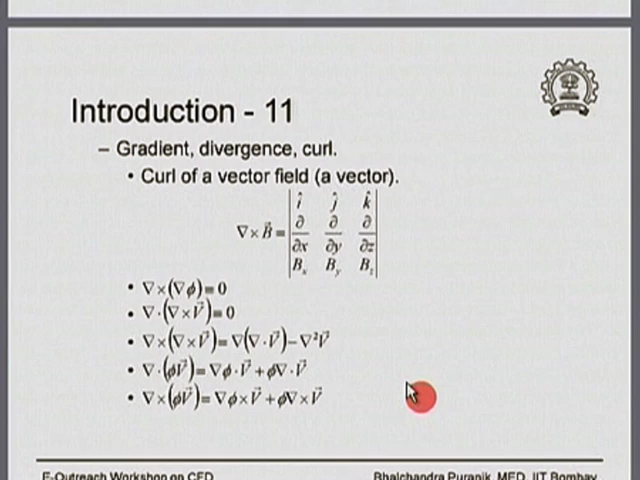 Introduction - 11
– Gradient, divergence, curl.
• Curl of a vector field (a vector).
î ĵ k̂
∂ ∂ ∂
∇×B⃗=
∂x ∂y ∂z
Bₓ Bᵧ B_z
• ∇×(∇ϕ)=0
• ∇·(∇×V⃗)=0
• ∇×(∇×V⃗)=∇(∇·V⃗)−∇²V⃗
• ∇·(ϕV⃗)=∇ϕ·V⃗+ϕ∇·V⃗
• ∇×(ϕV⃗)=∇ϕ×V⃗+ϕ∇×V⃗
E-Outreach Workshop on CFD Bhalchandra Puranik, MED, IIT Bombay